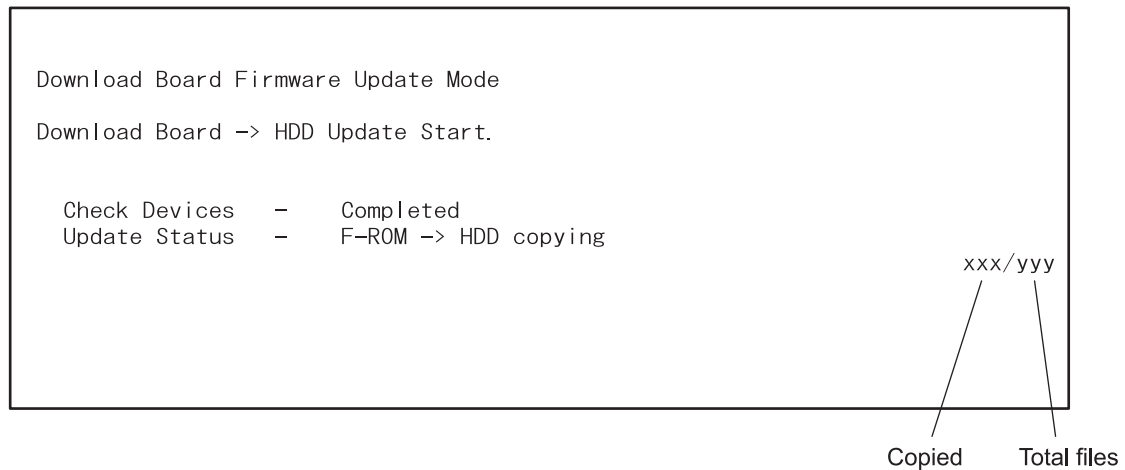 Download Board Firmware Update Mode
Download Board -> HDD Update Start.
Check Devices - Completed
Update Status - F-ROM -> HDD copying
xxx/yyy
Copied Total files